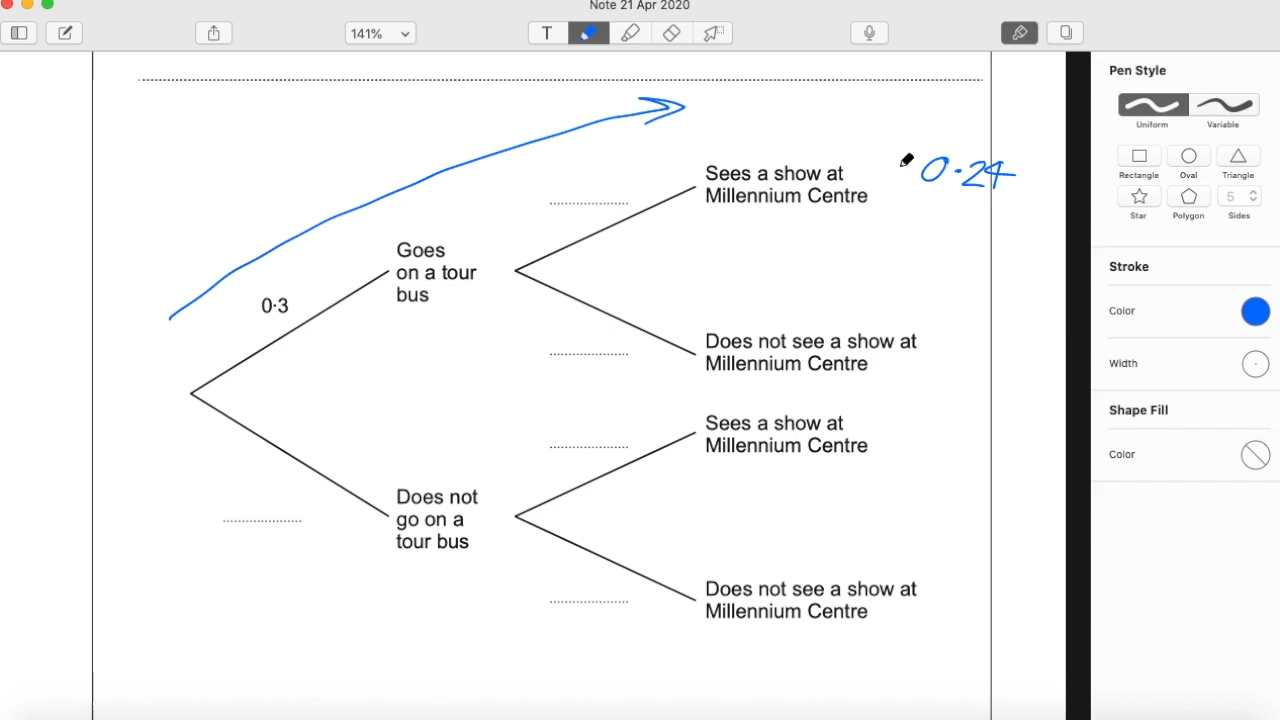 Note 21 Apr 2020
141%
T
Pen Style
Uniform
Variable
Rectangle
Oval
Triangle
Star
Polygon
5
Sides
Stroke
Color
Width
Shape Fill
Color
Sees a show at
Millennium Centre
0.24
Goes
on a tour
bus
0·3
Does not see a show at
Millennium Centre
Sees a show at
Millennium Centre
Does not
go on a
tour bus
Does not see a show at
Millennium Centre